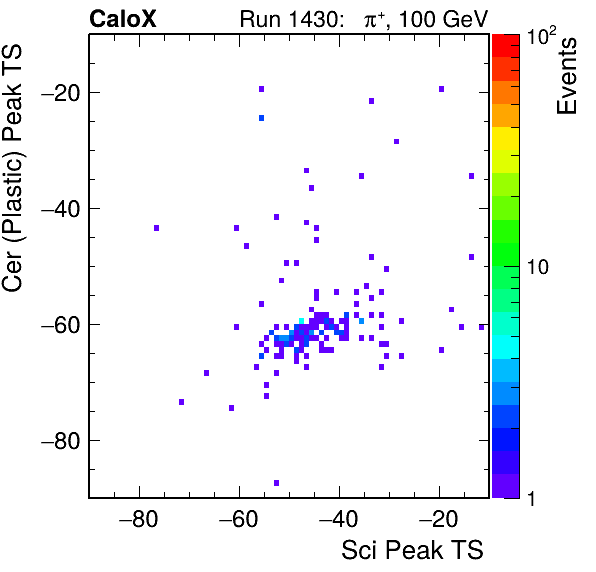 CaloX Run 1430: π⁺, 100 GeV
Cer (Plastic) Peak TS
−20
−40
−60
−80
−80 −60 −40 −20
Sci Peak TS
10²
10
1
Events